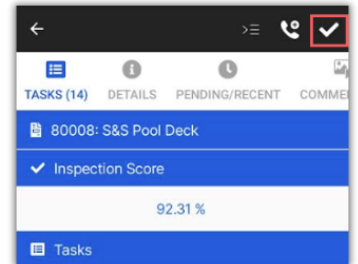 TASKS (14) DETAILS PENDING/RECENT COMME
80008: S&S Pool Deck
Inspection Score
92.31 %
Tasks